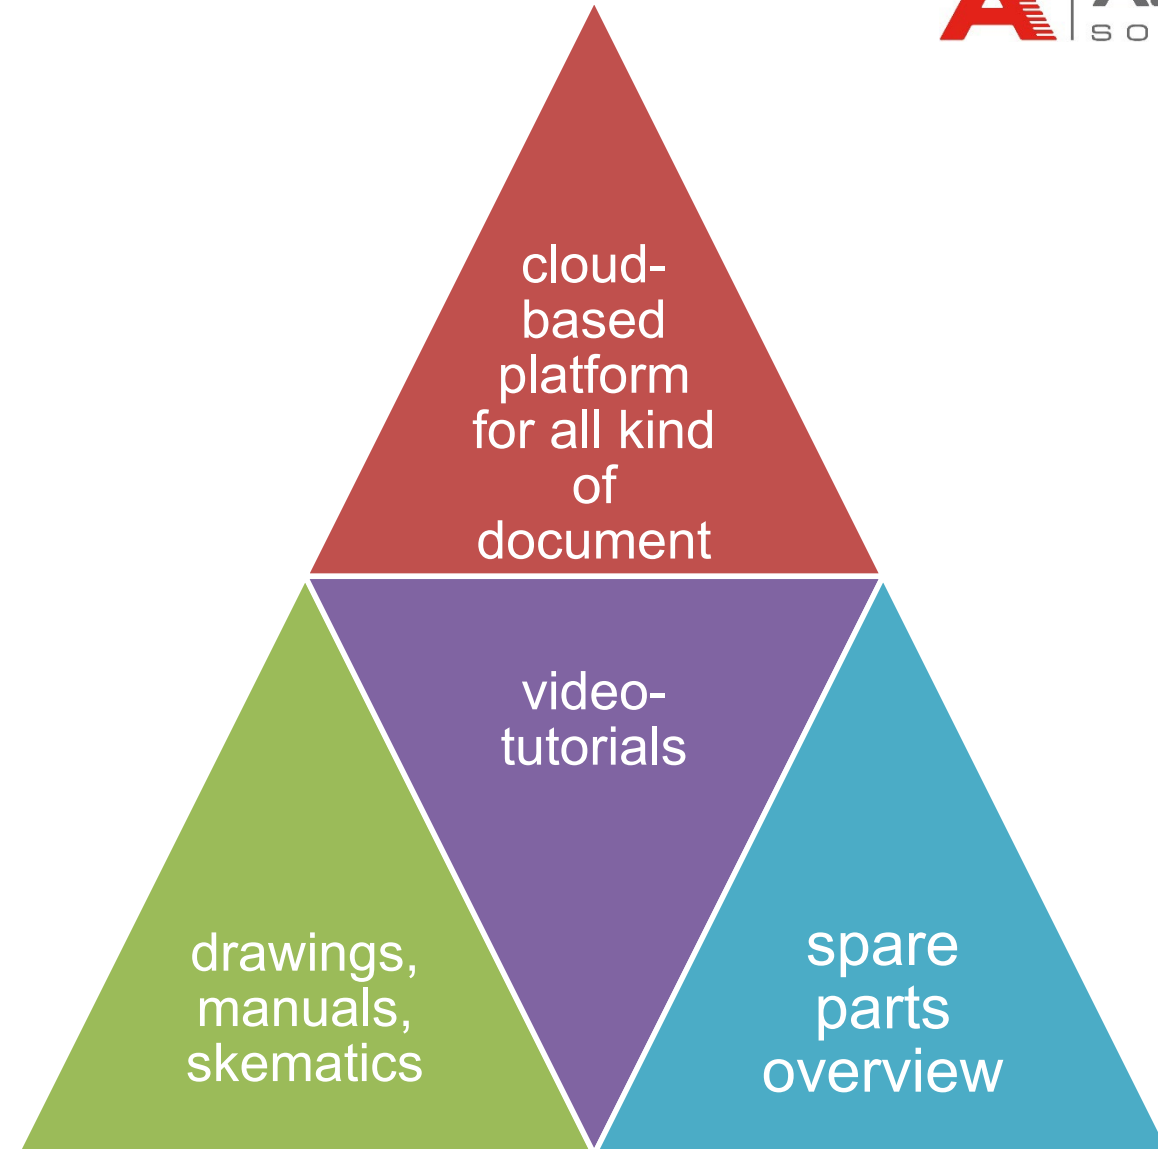 cloud-
based
platform
for all kind
of
document
video-
tutorials
drawings,
manuals,
skematics
spare
parts
overview